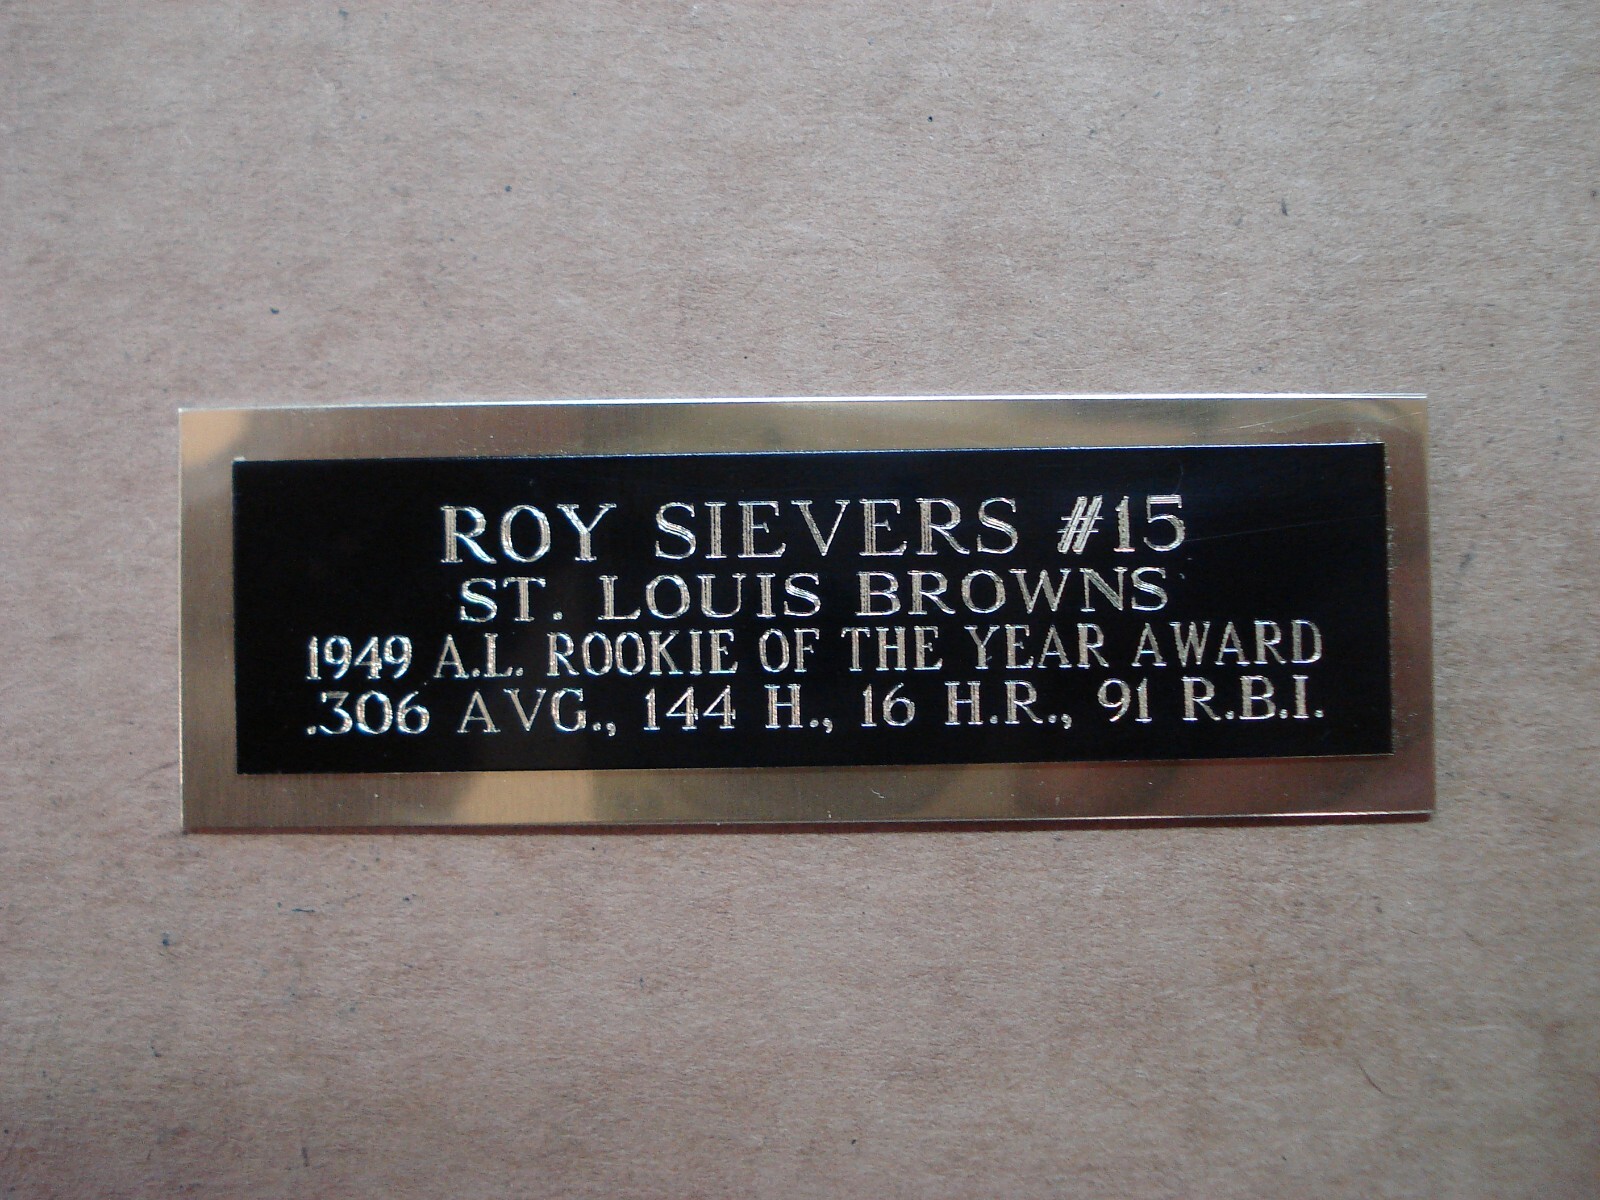 ROY SIEVERS #15
ST. LOUIS BROWNS
1949 A.L. ROOKIE OF THE YEAR AWARD
.306 AVG., 144 H., 16 H.R., 91 R.B.I.